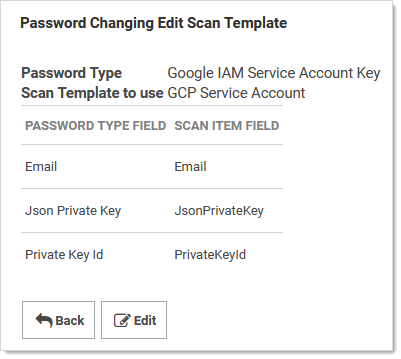 Password Changing Edit Scan Template
Password Type Google IAM Service Account Key
Scan Template to use GCP Service Account
PASSWORD TYPE FIELD SCAN ITEM FIELD
Email Email
Json Private Key JsonPrivateKey
Private Key Id PrivateKeyId
Back Edit